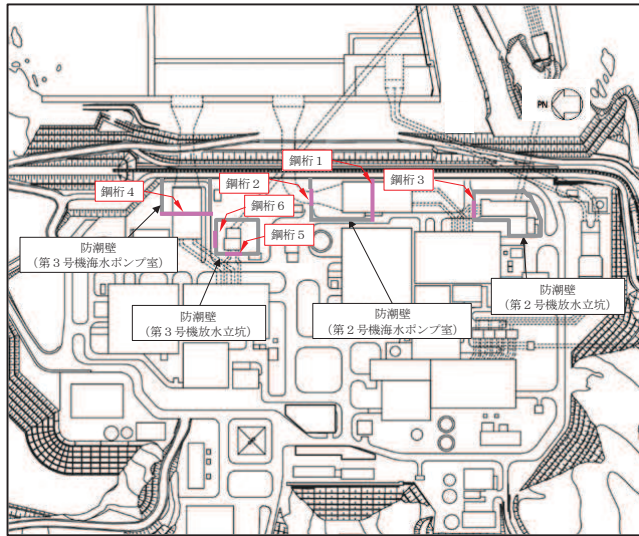 PN
鋼桁1
鋼桁2
鋼桁3
鋼桁4
鋼桁6
鋼桁5
防潮壁
（第３号機海水ポンプ室）
防潮壁
（第３号機放水立坑）
防潮壁
（第２号機海水ポンプ室）
防潮壁
（第２号機放水立坑）